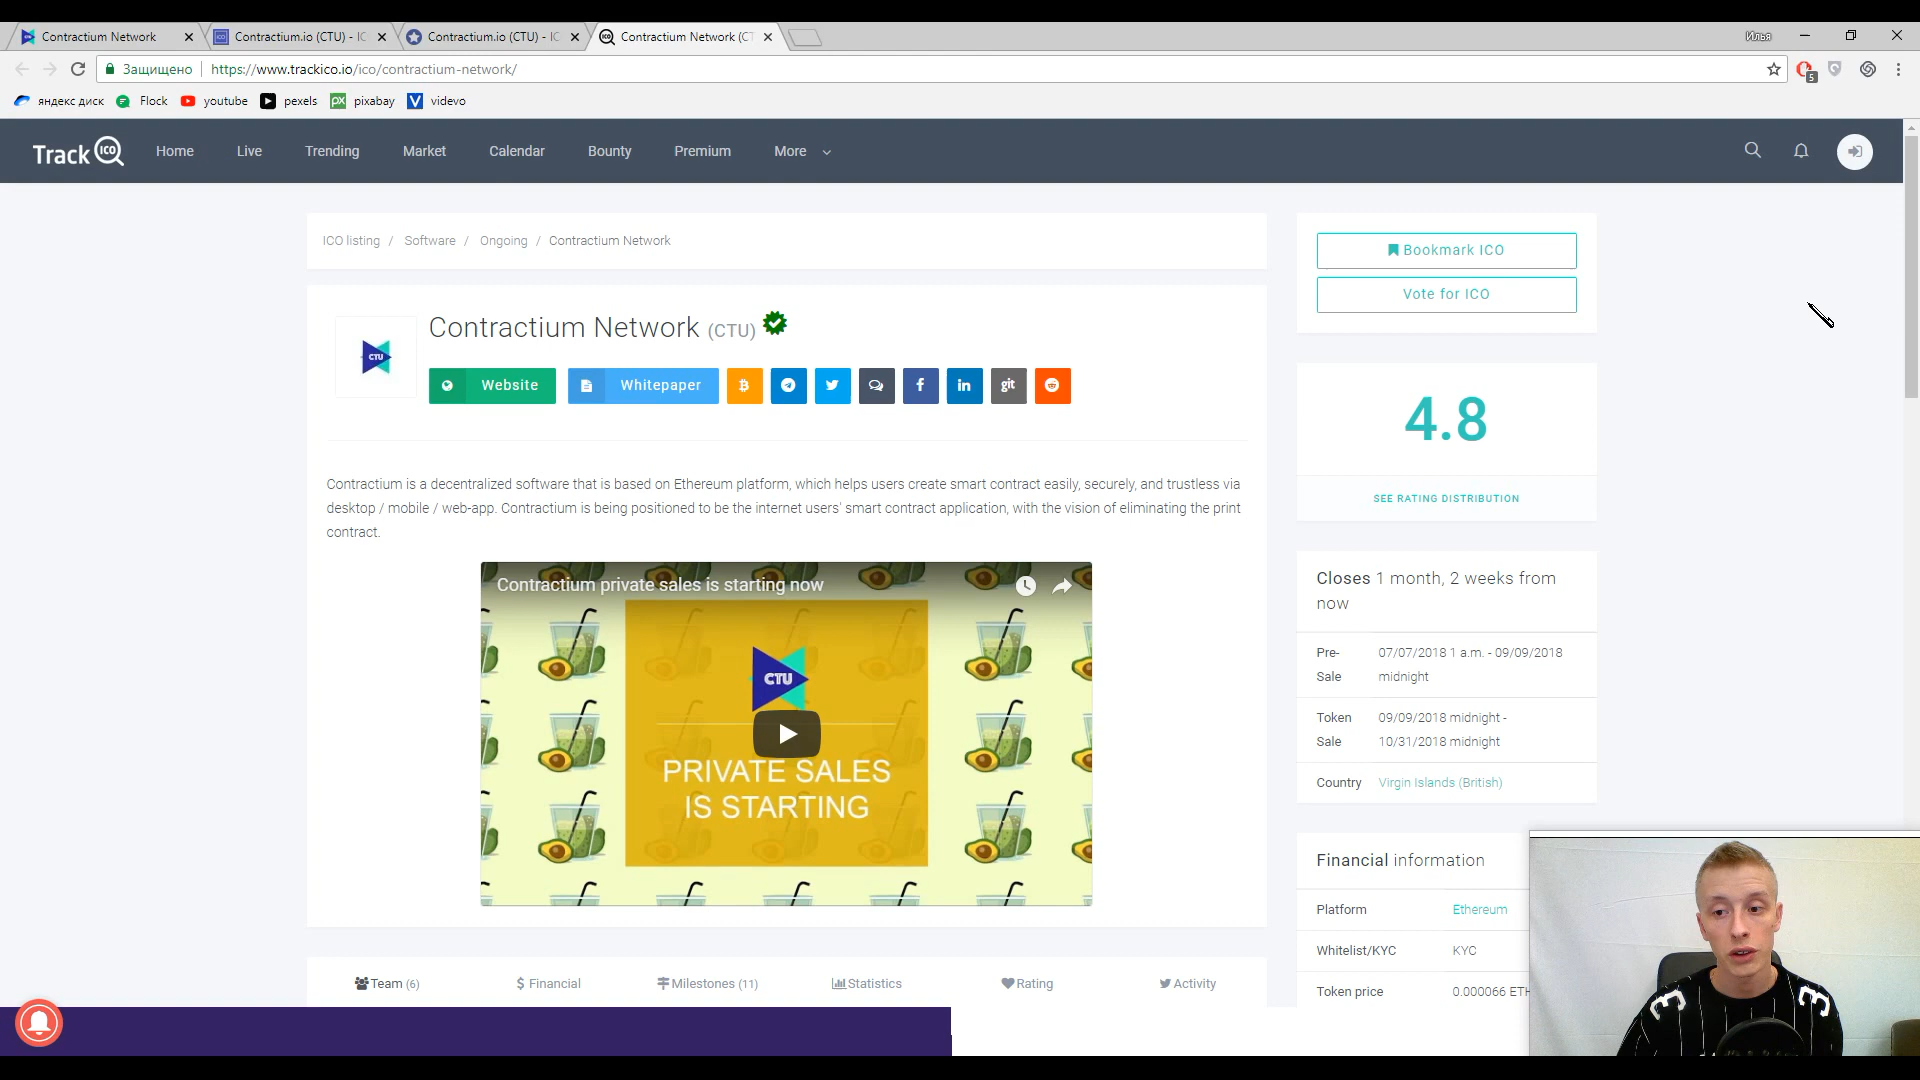 Contractium Network
Contractium.io (CTU) - IC
Contractium.io (CTU) - IC
Contractium Network (CT
Илья
Защищено
https://www.trackico.io/ico/contractium-network/
5
яндекс диск
Flock
youtube
pexels
px
pixabay
V
videvo
Track ICO
Home
Live
Trending
Market
Calendar
Bounty
Premium
More
ICO listing / Software / Ongoing / Contractium Network
CTU
Contractium Network (CTU)
Website
Whitepaper
git
Contractium is a decentralized software that is based on Ethereum platform, which helps users create smart contract easily, securely, and trustless via
desktop / mobile / web-app. Contractium is being positioned to be the internet users' smart contract application, with the vision of eliminating the print
contract.
Contractium private sales is starting now
CTU
PRIVATE SALES
IS STARTING
Team (6)
$ Financial
Milestones (11)
Statistics
Rating
Activity
Bookmark ICO
Vote for ICO
4.8
SEE RATING DISTRIBUTION
Closes 1 month, 2 weeks from
now
Pre- 07/07/2018 1 a.m. - 09/09/2018
Sale midnight
Token 09/09/2018 midnight -
Sale 10/31/2018 midnight
Country Virgin Islands (British)
Financial information
Platform Ethereum
Whitelist/KYC KYC
Token price 0.000066 ETH
3 3